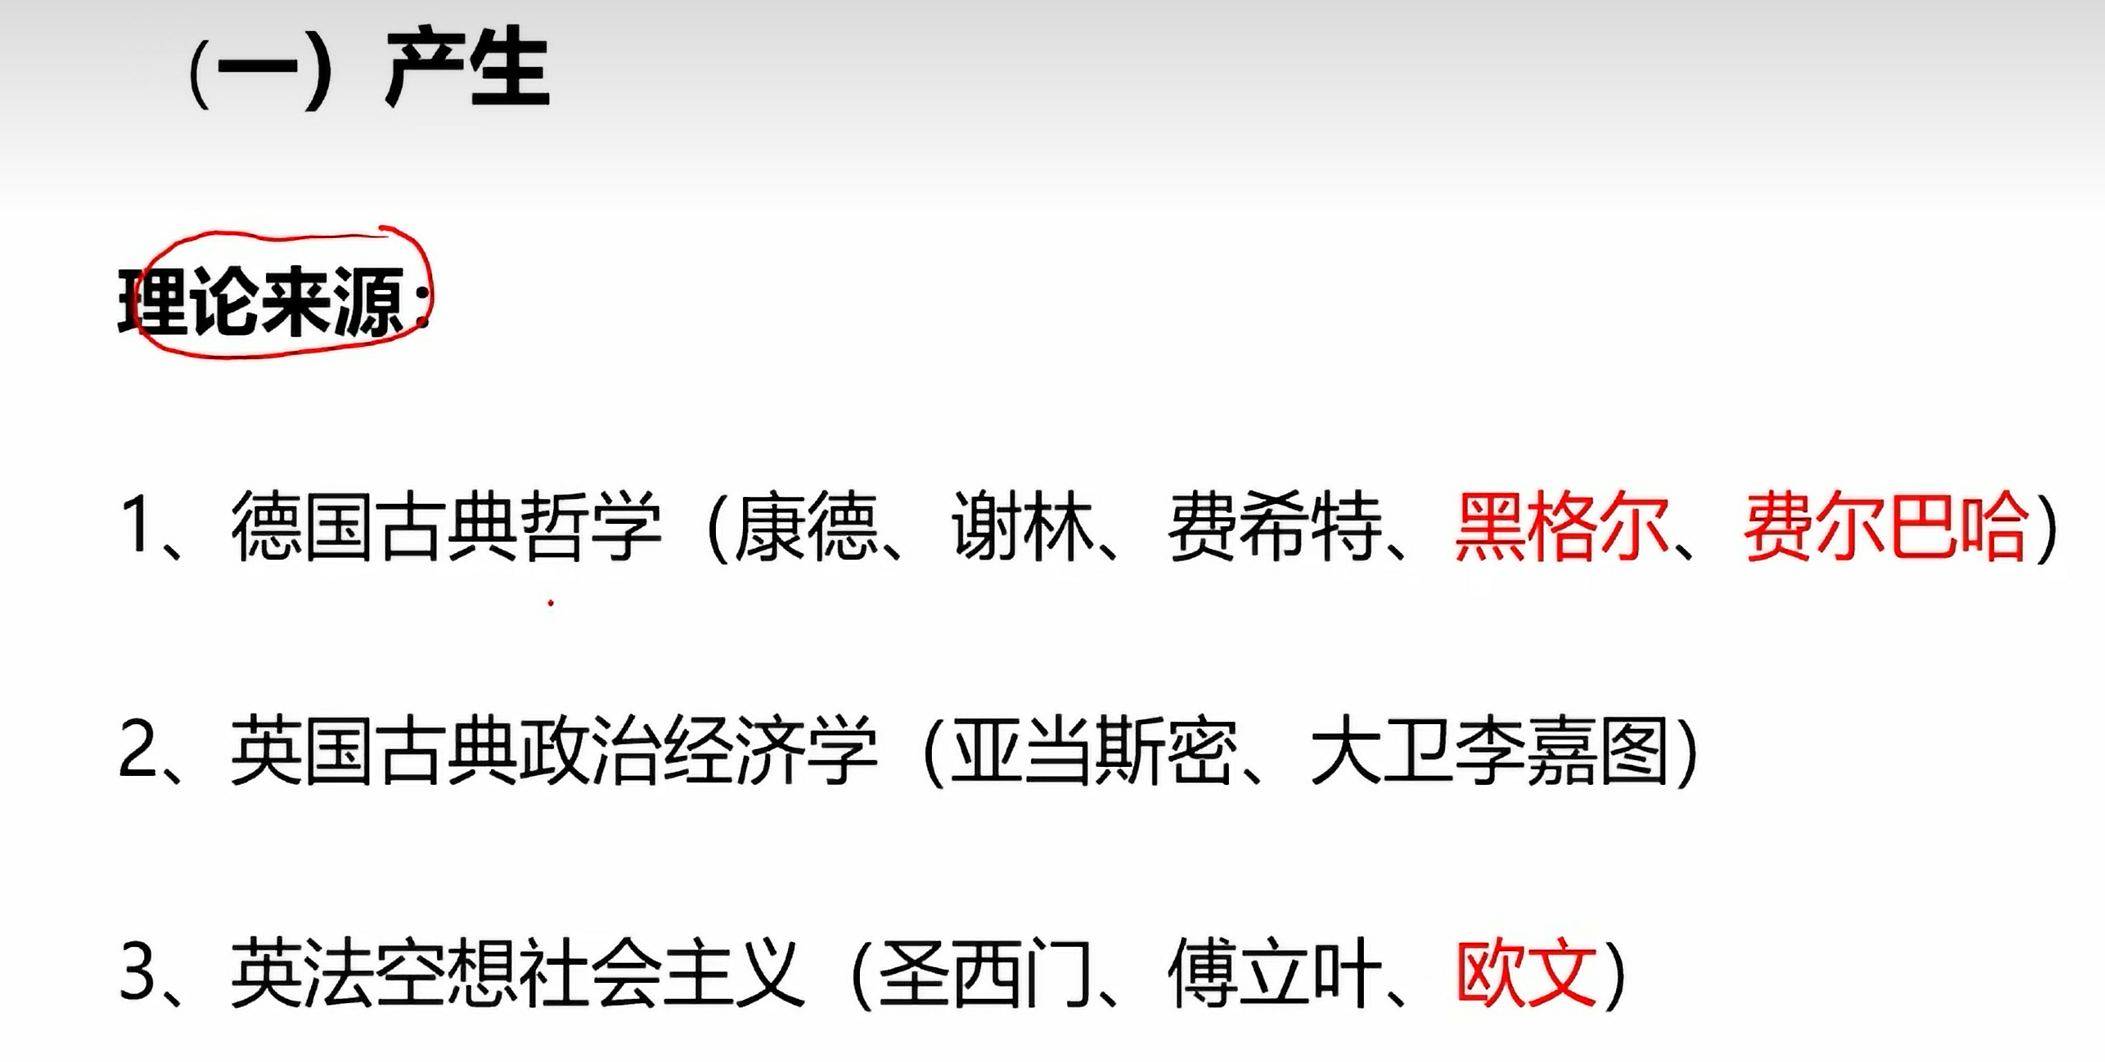 （一）产生
理论来源：
1、德国古典哲学（康德、谢林、费希特、黑格尔、费尔巴哈）
2、英国古典政治经济学（亚当斯密、大卫李嘉图）
3、英法空想社会主义（圣西门、傅立叶、欧文）